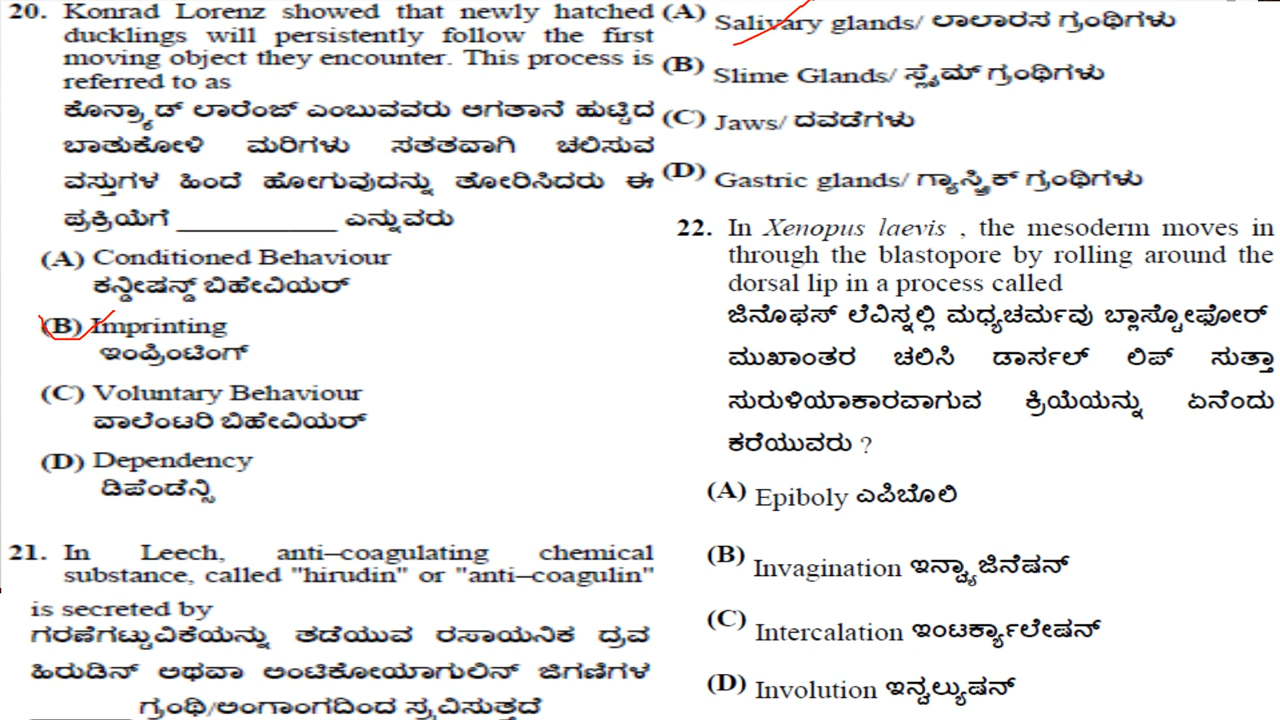 20. Konrad Lorenz showed that newly hatched
ducklings will persistently follow the first
moving object they encounter. This process is
referred to as
ಕೊನ್ರ್ಯಾಡ್ ಲಾರೆಂಜ್ ಎಂಬುವವರು ಆಗತಾನೆ ಹುಟ್ಟಿದ
ಬಾತುಕೋಳಿ ಮರಿಗಳು ಸತತವಾಗಿ ಚಲಿಸುವ
ವಸ್ತುಗಳ ಹಿಂದೆ ಹೋಗುವುದನ್ನು ತೋರಿಸಿದರು ಈ
ಪ್ರಕ್ರಿಯೆಗೆ ____________ ಎನ್ನುವರು
(A) Conditioned Behaviour
ಕನ್ಡೀಷನ್ಡ್ ಬಿಹೇವಿಯರ್
(B) Imprinting
ಇಂಪ್ರಿಂಟಿಂಗ್
(C) Voluntary Behaviour
ವಾಲೆಂಟರಿ ಬಿಹೇವಿಯರ್
(D) Dependency
ಡಿಪೆಂಡೆನ್ಸಿ
21. In Leech, anti–coagulating chemical
substance, called "hirudin" or "anti–coagulin"
is secreted by
ಗರಣೆಗಟ್ಟುವಿಕೆಯನ್ನು ತಡೆಯುವ ರಸಾಯನಿಕ ದ್ರವ
ಹಿರುಡಿನ್ ಅಥವಾ ಅಂಟಿಕೋಯಾಗುಲಿನ್ ಜಿಗಣಿಗಳ
________ ಗ್ರಂಥಿ/ಅಂಗಾಂಗದಿಂದ ಸ್ರವಿಸುತ್ತದೆ
(A) Salivary glands/ ಲಾಲಾರಸ ಗ್ರಂಥಿಗಳು
(B) Slime Glands/ ಸ್ಲೈಮ್ ಗ್ರಂಥಿಗಳು
(C) Jaws/ ದವಡೆಗಳು
(D) Gastric glands/ ಗ್ಯಾಸ್ಟ್ರಿಕ್ ಗ್ರಂಥಿಗಳು
22. In Xenopus laevis , the mesoderm moves in
through the blastopore by rolling around the
dorsal lip in a process called
ಜಿನೊಫಸ್ ಲೆವಿಸ್ನಲ್ಲಿ ಮಧ್ಯಚರ್ಮವು ಬ್ಲಾಸ್ಟೋಫೋರ್
ಮುಖಾಂತರ ಚಲಿಸಿ ಡಾರ್ಸಲ್ ಲಿಪ್ ಸುತ್ತಾ
ಸುರುಳಿಯಾಕಾರವಾಗುವ ಕ್ರಿಯೆಯನ್ನು ಏನೆಂದು
ಕರೆಯುವರು ?
(A) Epiboly ಎಪಿಬೊಲಿ
(B) Invagination ಇನ್ವ್ಯಾಜಿನೆಷನ್
(C) Intercalation ಇಂಟರ್ಕ್ಯಾಲೇಷನ್
(D) Involution ಇನ್ವಲ್ಯುಷನ್